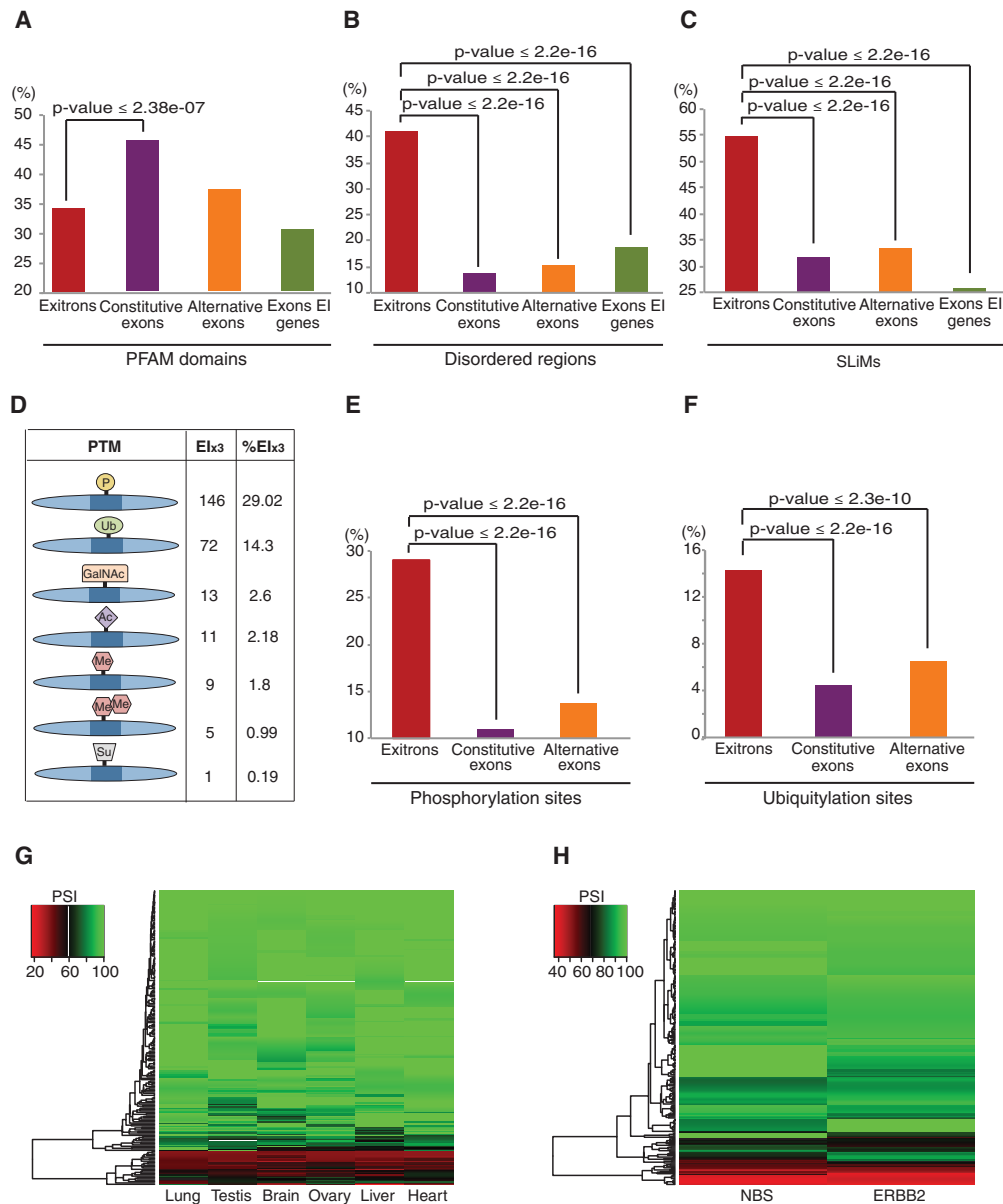 A
(%)
p-value ≤ 2.38e-07
50
45
40
35
30
25
20
Exitrons
Constitutive
exons
Alternative
exons
Exons EI
genes
PFAM domains
B
p-value ≤ 2.2e-16
p-value ≤ 2.2e-16
p-value ≤ 2.2e-16
(%)
45
40
35
30
25
20
15
10
Exitrons
Constitutive
exons
Alternative
exons
Exons EI
genes
Disordered regions
C
p-value ≤ 2.2e-16
p-value ≤ 2.2e-16
p-value ≤ 2.2e-16
(%)
60
55
50
45
40
35
30
25
Exitrons
Constitutive
exons
Alternative
exons
Exons EI
genes
SLiMs
D
PTM EIx3 %EIx3
P 146 29.02
Ub 72 14.3
GalNAc 13 2.6
Ac 11 2.18
Me 9 1.8
Me Me 5 0.99
Su 1 0.19
E
p-value ≤ 2.2e-16
p-value ≤ 2.2e-16
(%)
30
25
20
15
10
Exitrons
Constitutive
exons
Alternative
exons
Phosphorylation sites
F
p-value ≤ 2.3e-10
p-value ≤ 2.2e-16
(%)
16
12
8
4
0
Exitrons
Constitutive
exons
Alternative
exons
Ubiquitylation sites
G
PSI
20 60 100
Lung Testis Brain Ovary Liver Heart
H
PSI
40 60 80 100
NBS ERBB2